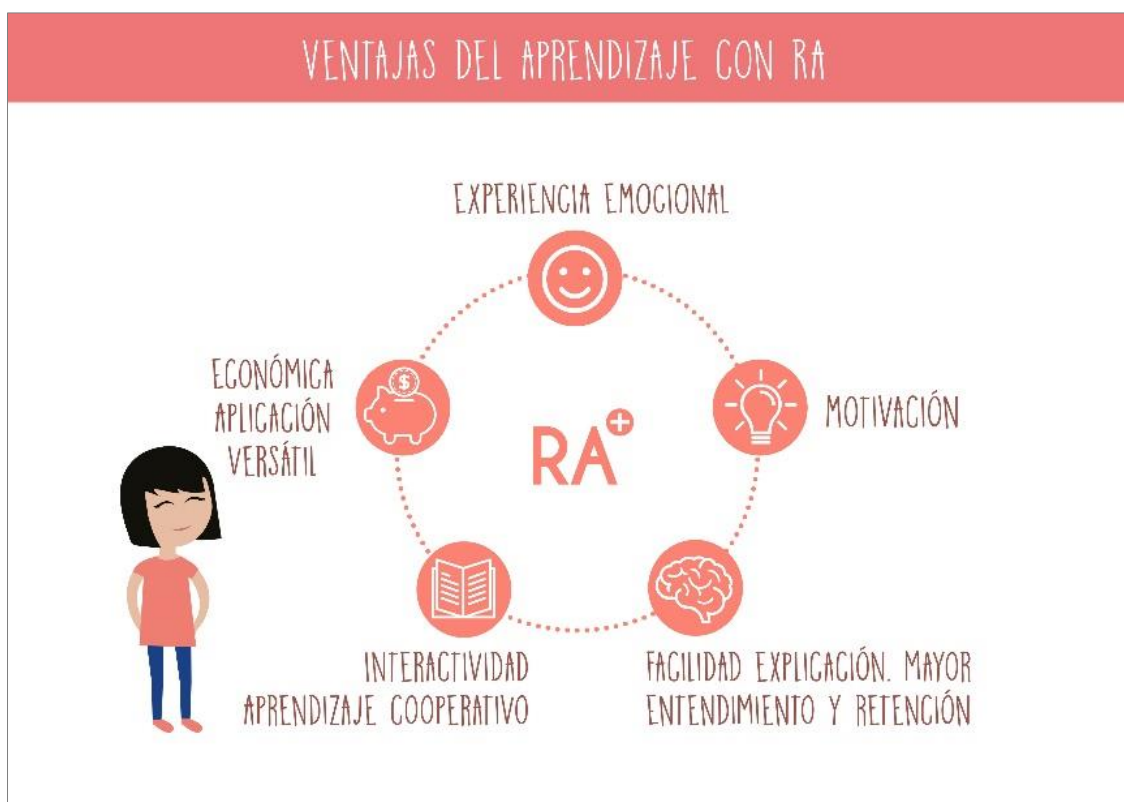 VENTAJAS DEL APRENDIZAJE CON RA
EXPERIENCIA EMOCIONAL
ECONÓMICA
APLICACIÓN
VERSÁTIL
$
MOTIVACIÓN
RA+
INTERACTIVIDAD
APRENDIZAJE COOPERATIVO
FACILIDAD EXPLICACIÓN. MAYOR
ENTENDIMIENTO Y RETENCIÓN